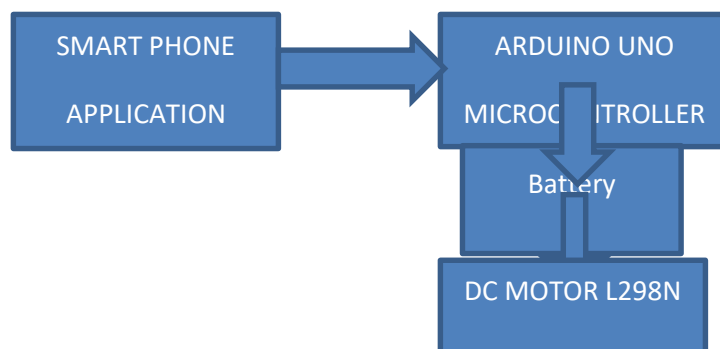 SMART PHONE
APPLICATION
ARDUINO UNO
MICROCONTROLLER
Battery
DC MOTOR L298N